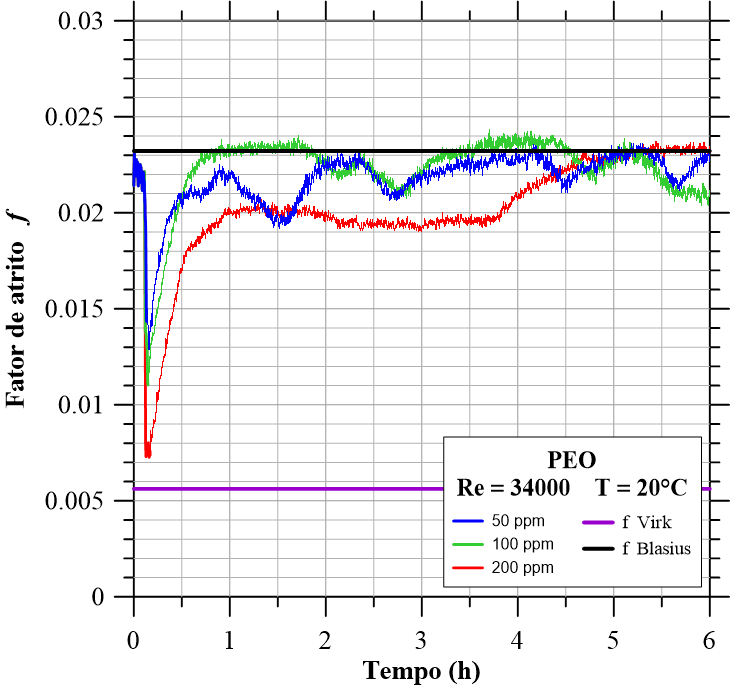 0.03
0.025
0.02
0.015
0.01
0.005
0
Fator de atrito f
PEO
Re = 34000 T = 20°C
50 ppm
100 ppm
200 ppm
f Virk
f Blasius
0 1 2 3 4 5 6
Tempo (h)